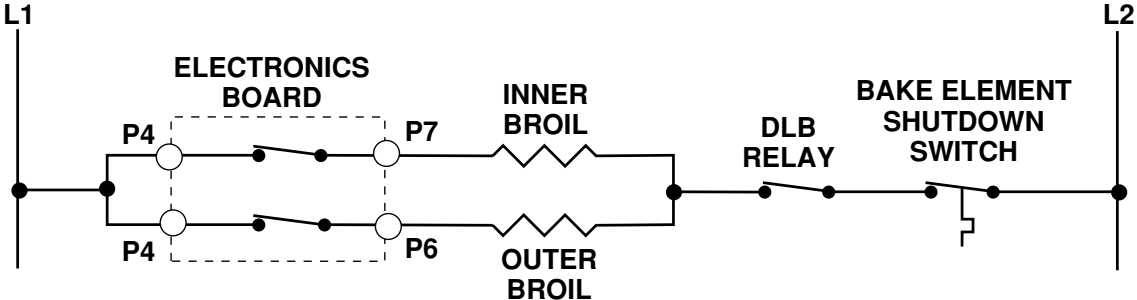 L1
L2
ELECTRONICS
BOARD
P4
P7
INNER
BROIL
DLB
RELAY
BAKE ELEMENT
SHUTDOWN
SWITCH
P4
P6
OUTER
BROIL